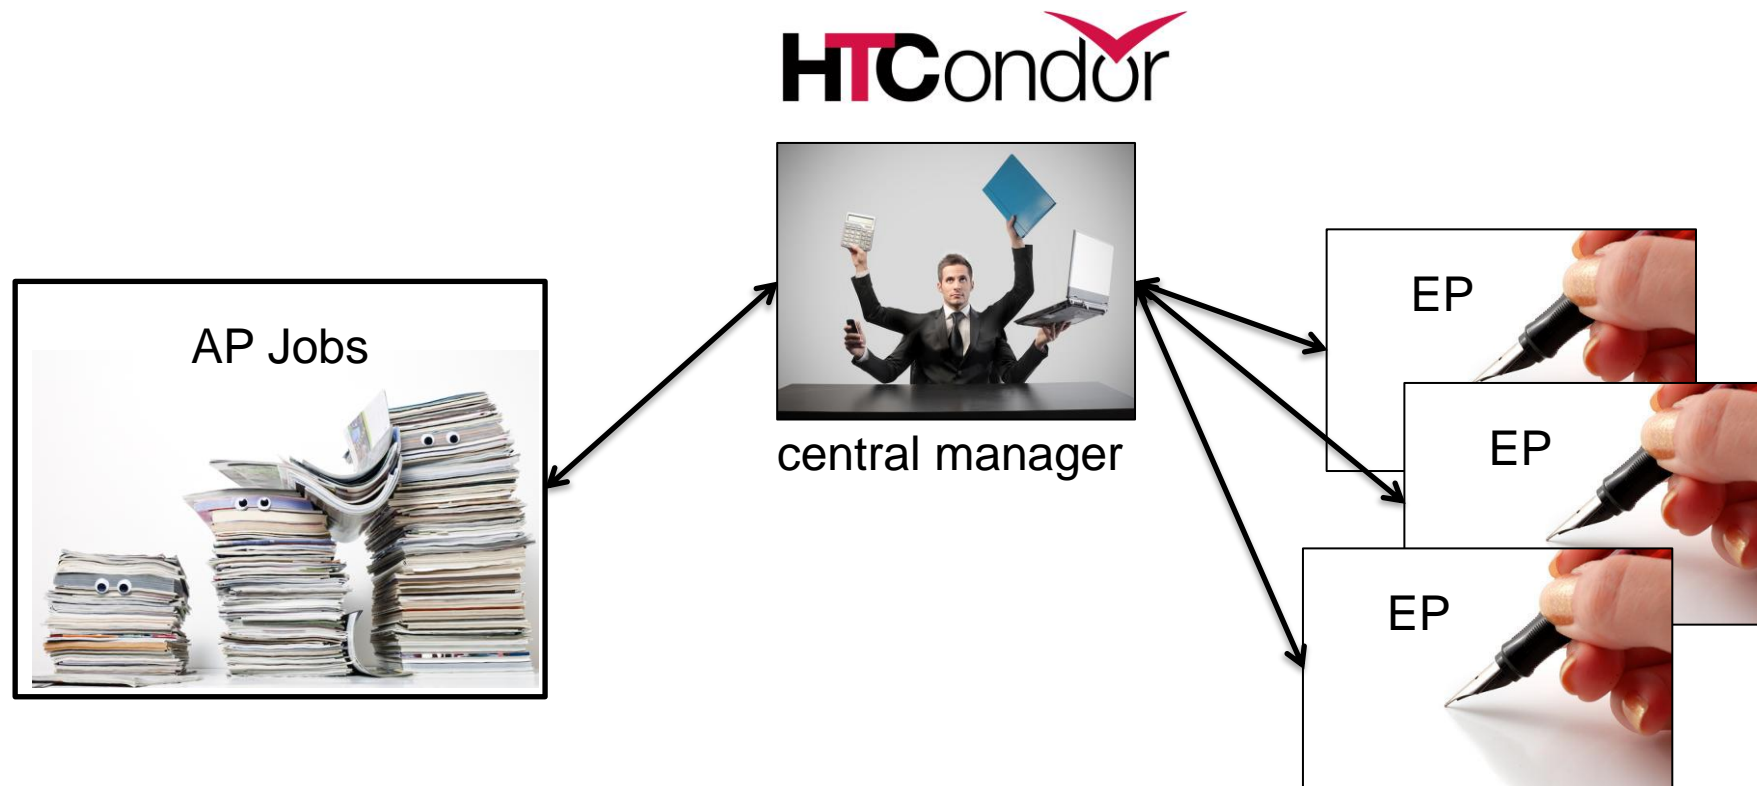 HTCondor
AP Jobs
central manager
EP
EP
EP